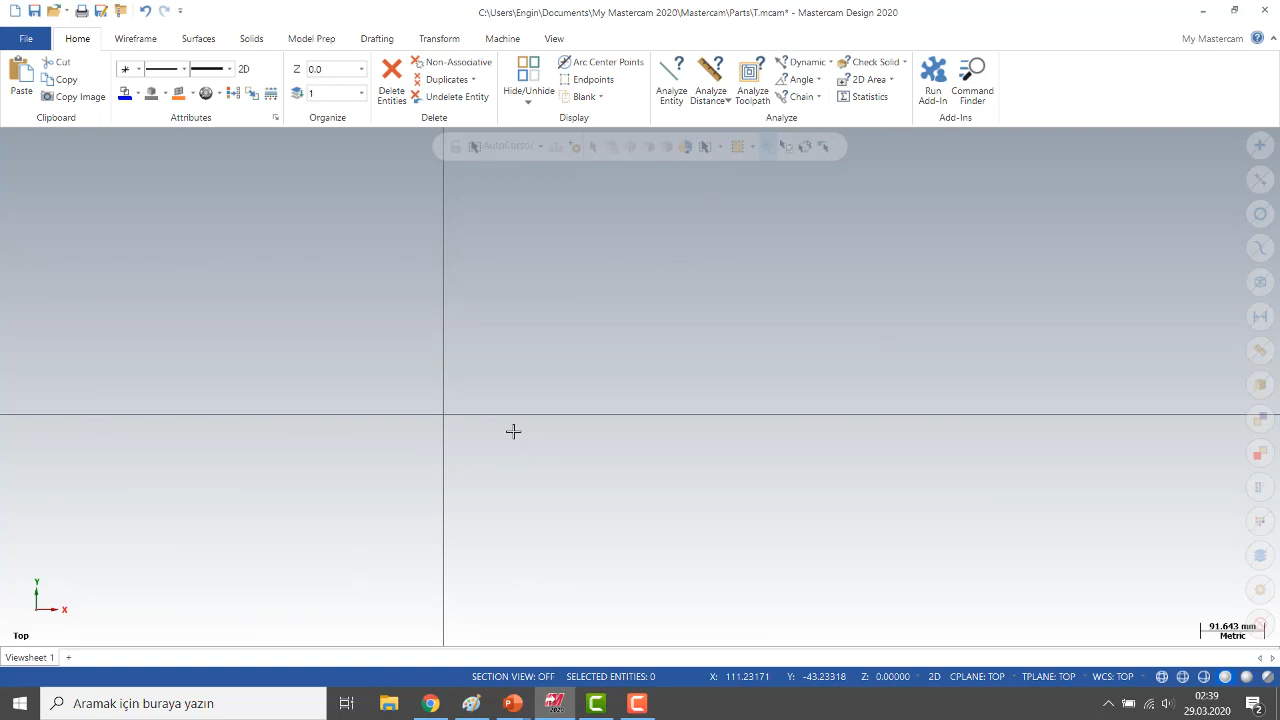 C:\Users\Engin\Documents\My Mastercam 2020\Mastercam\Parts\T.mcam* - Mastercam Design 2020
File Home Wireframe Surfaces Solids Model Prep Drafting Transform Machine View My Mastercam
Paste
Cut
Copy
Copy Image
Clipboard
2D
Attributes
Z 0.0
1
Organize
Delete
Entities
Non-Associative
Duplicates
Undelete Entity
Delete
Hide/Unhide
Arc Center Points
Endpoints
Blank
Display
Analyze
Entity
Analyze
Distance
Analyze
Toolpath
Dynamic
Angle
Chain
Check Solid
2D Area
Statistics
Analyze
Run
Add-In
Command
Finder
Add-Ins
AutoCursor
Y
X
Top
91.643 mm
Metric
Viewsheet 1 +
SECTION VIEW: OFF SELECTED ENTITIES: 0 X: 111.23171 Y: -43.23318 Z: 0.00000 2D CPLANE: TOP TPLANE: TOP WCS: TOP
Aramak için buraya yazın
2020
02:39
29.03.2020
2